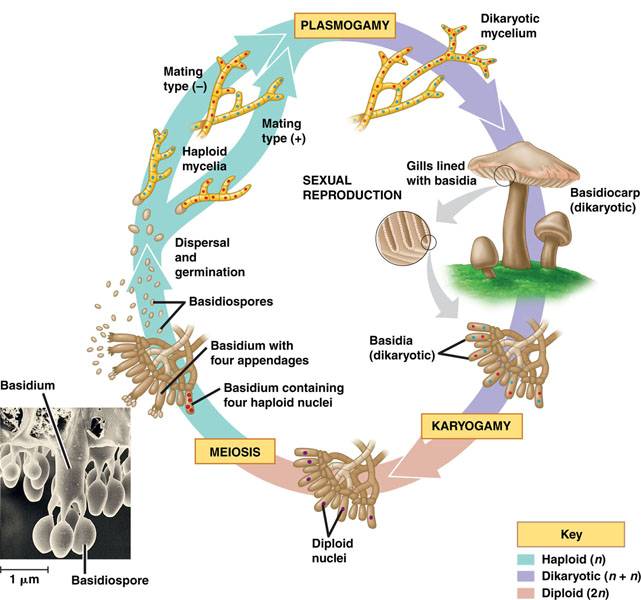 PLASMOGAMY
Dikaryotic
mycelium
Mating
type (–)
Mating
type (+)
Haploid
mycelia
SEXUAL
REPRODUCTION
Gills lined
with basidia
Basidiocarp
(dikaryotic)
Dispersal
and
germination
Basidiospores
Basidium with
four appendages
Basidium containing
four haploid nuclei
Basidia
(dikaryotic)
Basidium
KARYOGAMY
MEIOSIS
Diploid
nuclei
1 μm
Basidiospore
Key
Haploid (n)
Dikaryotic (n + n)
Diploid (2n)